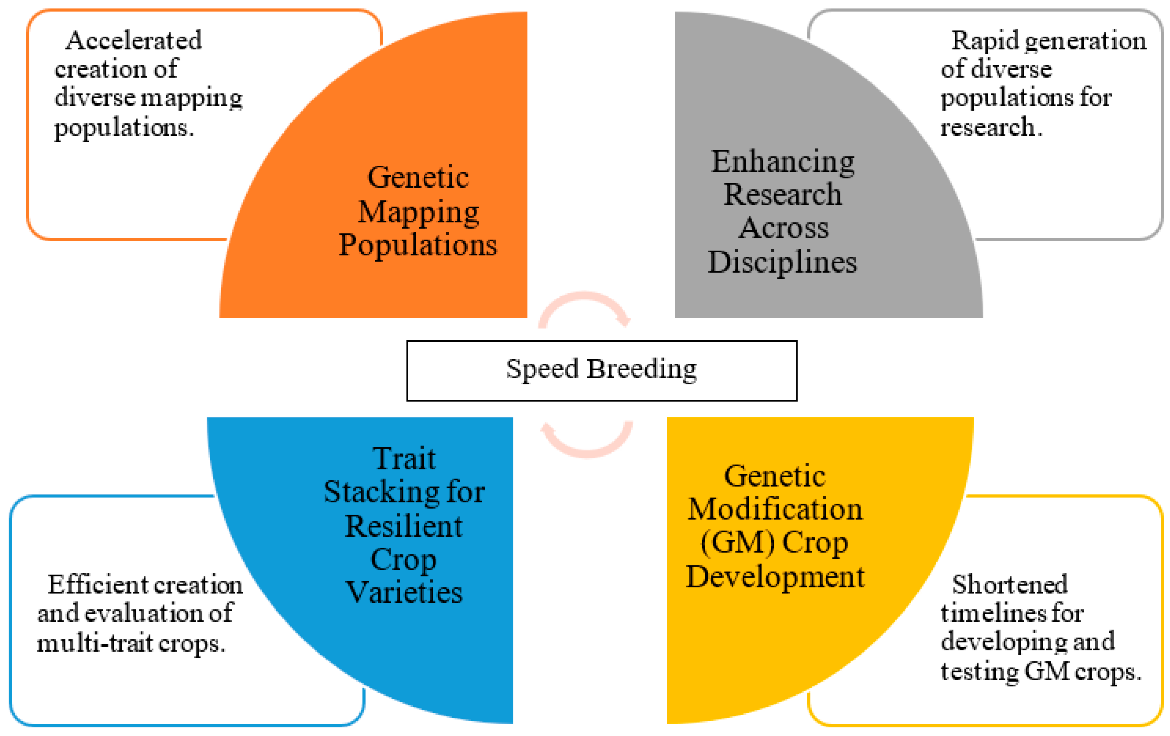 Accelerated
creation of
diverse mapping
populations.
Genetic
Mapping
Populations
Enhancing
Research
Across
Disciplines
Rapid generation
of diverse
populations for
research.
Speed Breeding
Efficient creation
and evaluation of
multi-trait crops.
Trait
Stacking for
Resilient
Crop
Varieties
Genetic
Modification
(GM) Crop
Development
Shortened
timelines for
developing and
testing GM crops.